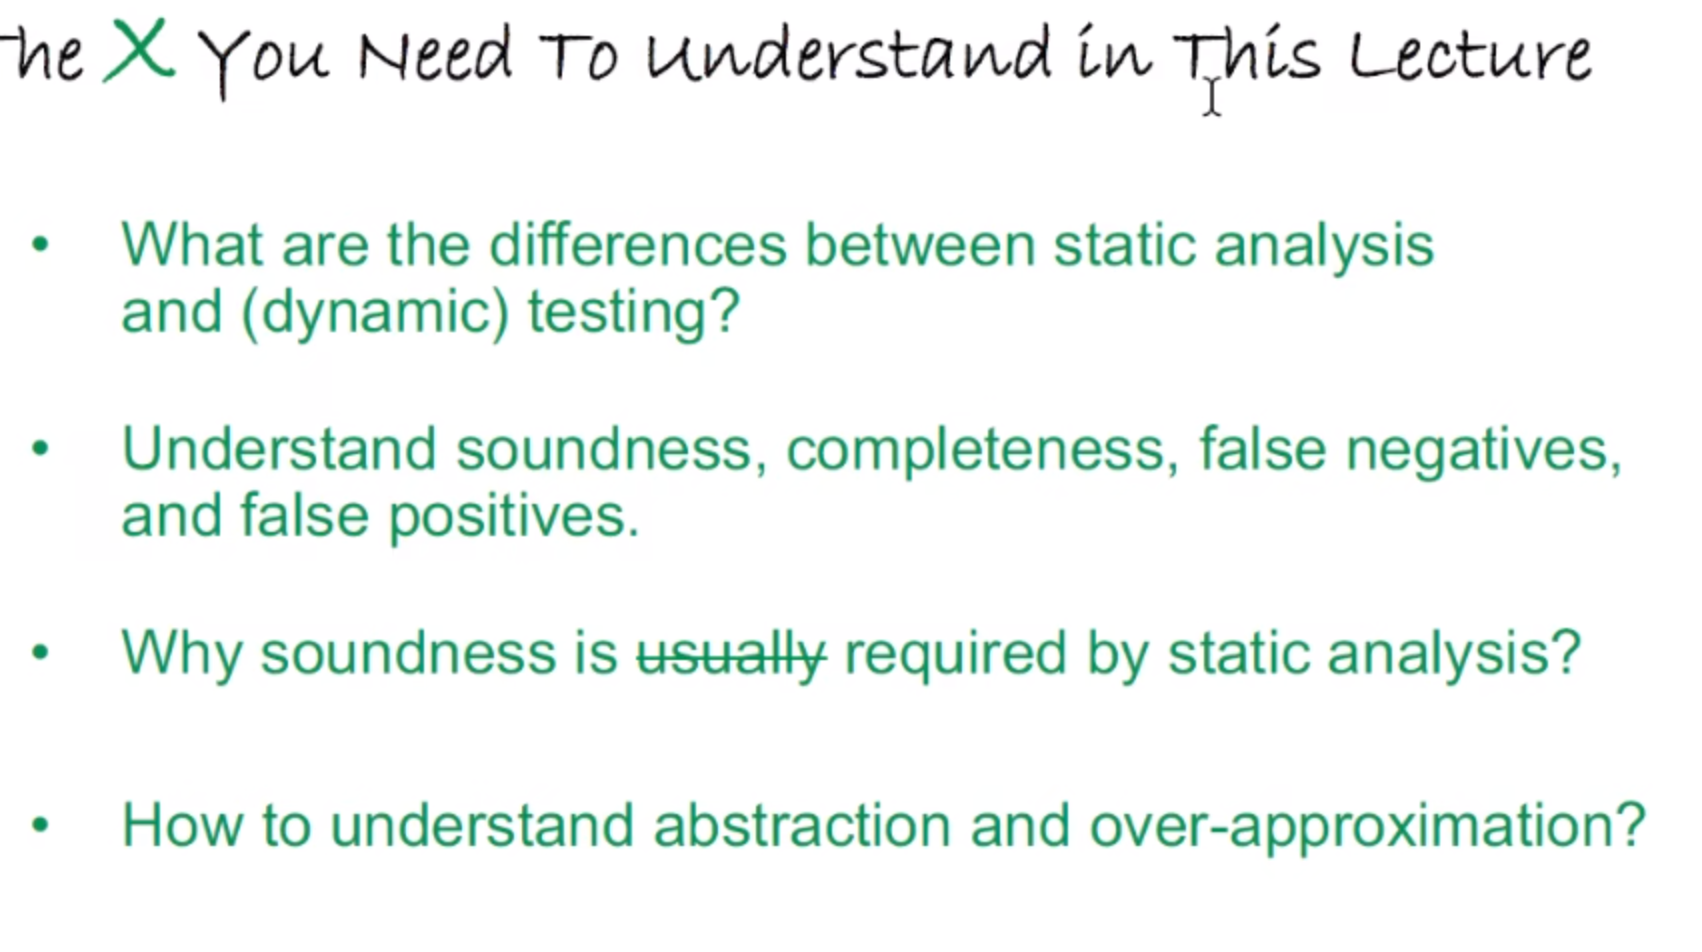 The X You Need To Understand in This Lecture
• What are the differences between static analysis
and (dynamic) testing?
• Understand soundness, completeness, false negatives,
and false positives.
• Why soundness is usually required by static analysis?
• How to understand abstraction and over-approximation?